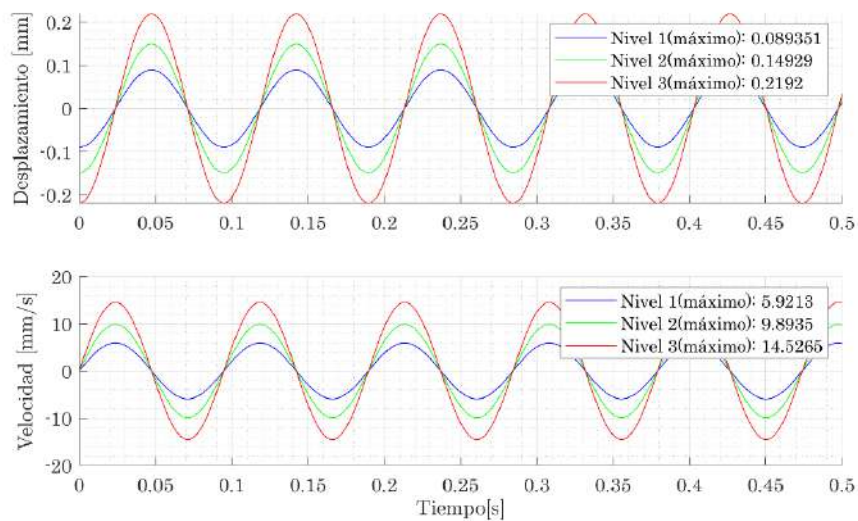 Desplazamiento [mm]
0.2
0.1
0
-0.1
-0.2
Nivel 1(máximo): 0.089351
Nivel 2(máximo): 0.14929
Nivel 3(máximo): 0.2192
0 0.05 0.1 0.15 0.2 0.25 0.3 0.35 0.4 0.45 0.5
Velocidad [mm/s]
20
10
0
-10
-20
Nivel 1(máximo): 5.9213
Nivel 2(máximo): 9.8935
Nivel 3(máximo): 14.5265
0 0.05 0.1 0.15 0.2 0.25 0.3 0.35 0.4 0.45 0.5
Tiempo[s]